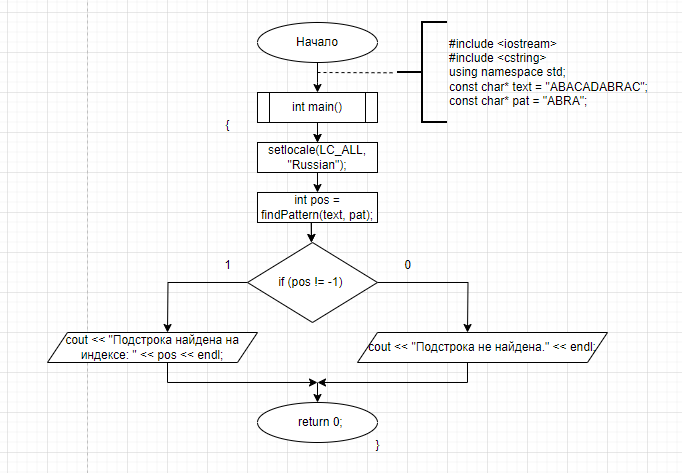 Начало
#include <iostream>
#include <cstring>
using namespace std;
const char* text = "ABACADABRAC";
const char* pat = "ABRA";
int main()
{
setlocale(LC_ALL,
"Russian");
int pos =
findPattern(text, pat);
1
0
if (pos != -1)
cout << "Подстрока найдена на
индексе: " << pos << endl;
cout << "Подстрока не найдена." << endl;
return 0;
}